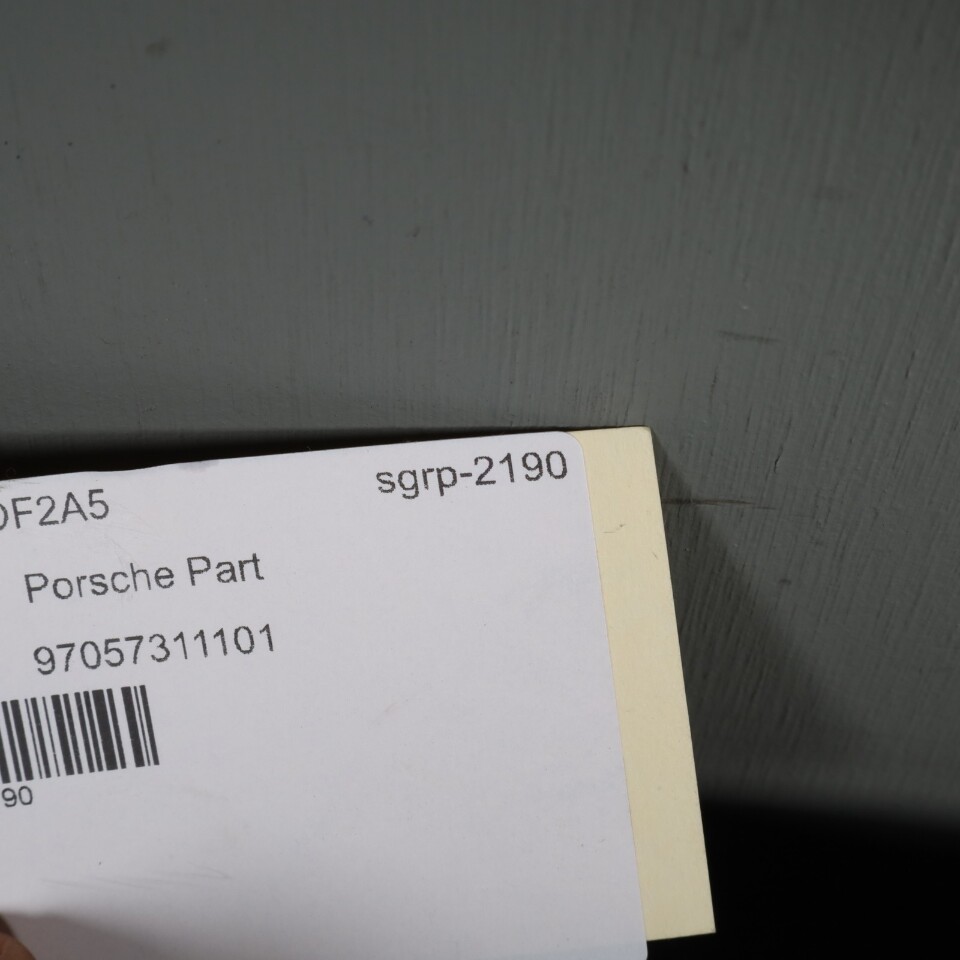 DF2A5
sgrp-2190
Porsche Part
97057311101
90